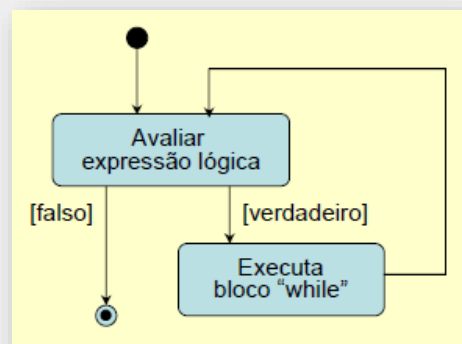 Avaliar
expressão lógica
[falso]
[verdadeiro]
Executa
bloco “while”